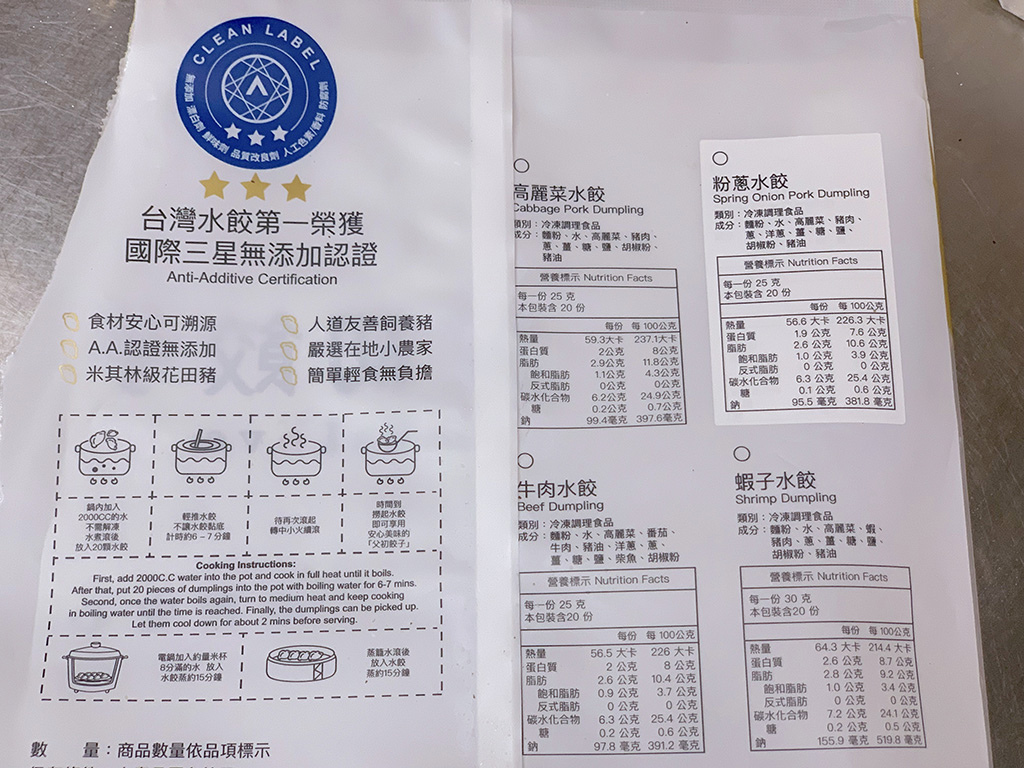 CLEAN LABEL
無添加 蛋白劑 鮮味劑 品質改良劑 人工色素/香料 防腐劑
台灣水餃第一榮獲
國際三星無添加認證
Anti-Additive Certification
食材安心可溯源
人道友善飼養豬
A.A.認證無添加
嚴選在地小農家
米其林級花田豬
簡單輕食無負擔
鍋內加入
2000CC的水
不需解凍
水煮滾後
放入20顆水餃
輕推水餃
不讓水餃黏底
計時約6－7分鐘
待再次滾起
轉中小火續滾
時間到
撈起水餃
即可享用
安心美味的
「父初餃子」
Cooking Instructions:
First, add 2000C.C water into the pot and cook in full heat until it boils.
After that, put 20 pieces of dumplings into the pot with boiling water for 6-7 mins.
Second, once the water boils again, turn to medium heat and keep cooking
in boiling water until the time is reached. Finally, the dumplings can be picked up.
Let them cool down for about 2 mins before serving.
電鍋加入約量米杯
8分滿的水 放入
水餃蒸約15分鐘
蒸籠水滾後
放入水餃
蒸約15分鐘
數 量：商品數量依品項標示
高麗菜水餃
Cabbage Pork Dumpling
類別：冷凍調理食品
成分：麵粉、水、高麗菜、豬肉、
蔥、薑、糖、鹽、胡椒粉、
豬油
營養標示 Nutrition Facts
每一份 25 克
本包裝含 20 份
每份 每 100公克
熱量 59.3大卡 237.1大卡
蛋白質 2公克 8公克
脂肪 2.9公克 11.8公克
飽和脂肪 1.1公克 4.3公克
反式脂肪 0公克 0公克
碳水化合物 6.2公克 24.9公克
糖 0.2公克 0.7公克
鈉 99.4毫克 397.6毫克
粉蔥水餃
Spring Onion Pork Dumpling
類別：冷凍調理食品
成分：麵粉、水、高麗菜、豬肉、
蔥、洋蔥、薑、糖、鹽、
胡椒粉、豬油
營養標示 Nutrition Facts
每一份 25 克
本包裝含 20 份
每份 每 100公克
熱量 56.6 大卡 226.3 大卡
蛋白質 1.9 公克 7.6 公克
脂肪 2.6 公克 10.6 公克
飽和脂肪 1.0 公克 3.9 公克
反式脂肪 0 公克 0 公克
碳水化合物 6.3 公克 25.4 公克
糖 0.1 公克 0.6 公克
鈉 95.5 毫克 381.8 毫克
牛肉水餃
Beef Dumpling
類別：冷凍調理食品
成分：麵粉、水、高麗菜、番茄、
牛肉、豬油、洋蔥、蔥、
薑、糖、鹽、柴魚、胡椒粉
營養標示 Nutrition Facts
每一份 25 克
本包裝含20 份
每份 每 100公克
熱量 56.5 大卡 226 大卡
蛋白質 2 公克 8 公克
脂肪 2.6 公克 10.4 公克
飽和脂肪 0.9 公克 3.7 公克
反式脂肪 0 公克 0 公克
碳水化合物 6.3 公克 25.4 公克
糖 0.2 公克 0.6 公克
鈉 97.8 毫克 391.2 毫克
蝦子水餃
Shrimp Dumpling
類別：冷凍調理食品
成分：麵粉、水、高麗菜、蝦、
豬肉、蔥、薑、糖、鹽、
胡椒粉、豬油
營養標示 Nutrition Facts
每一份 30 克
本包裝含20 份
每份 每 100公克
熱量 64.3 大卡 214.4 大卡
蛋白質 2.6 公克 8.7 公克
脂肪 2.8 公克 9.2 公克
飽和脂肪 1.0 公克 3.4 公克
反式脂肪 0 公克 0 公克
碳水化合物 7.2 公克 24.1 公克
糖 0.2 公克 0.5 公克
鈉 155.9 毫克 519.8 毫克